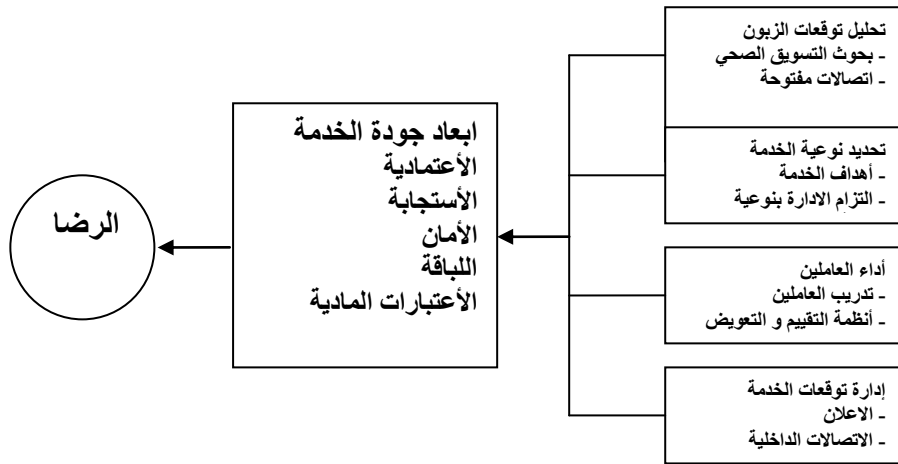 تحليل توقعات الزبون
- بحوث التسويق الصحي
- اتصالات مفتوحة
تحديد نوعية الخدمة
- أهداف الخدمة
- التزام الادارة بنوعية
أداء العاملين
- تدريب العاملين
- أنظمة التقييم و التعويض
إدارة توقعات الخدمة
- الاعلان
- الاتصالات الداخلية
ابعاد جودة الخدمة
الأعتمادية
الأستجابة
الأمان
اللباقة
الأعتبارات المادية
الرضا